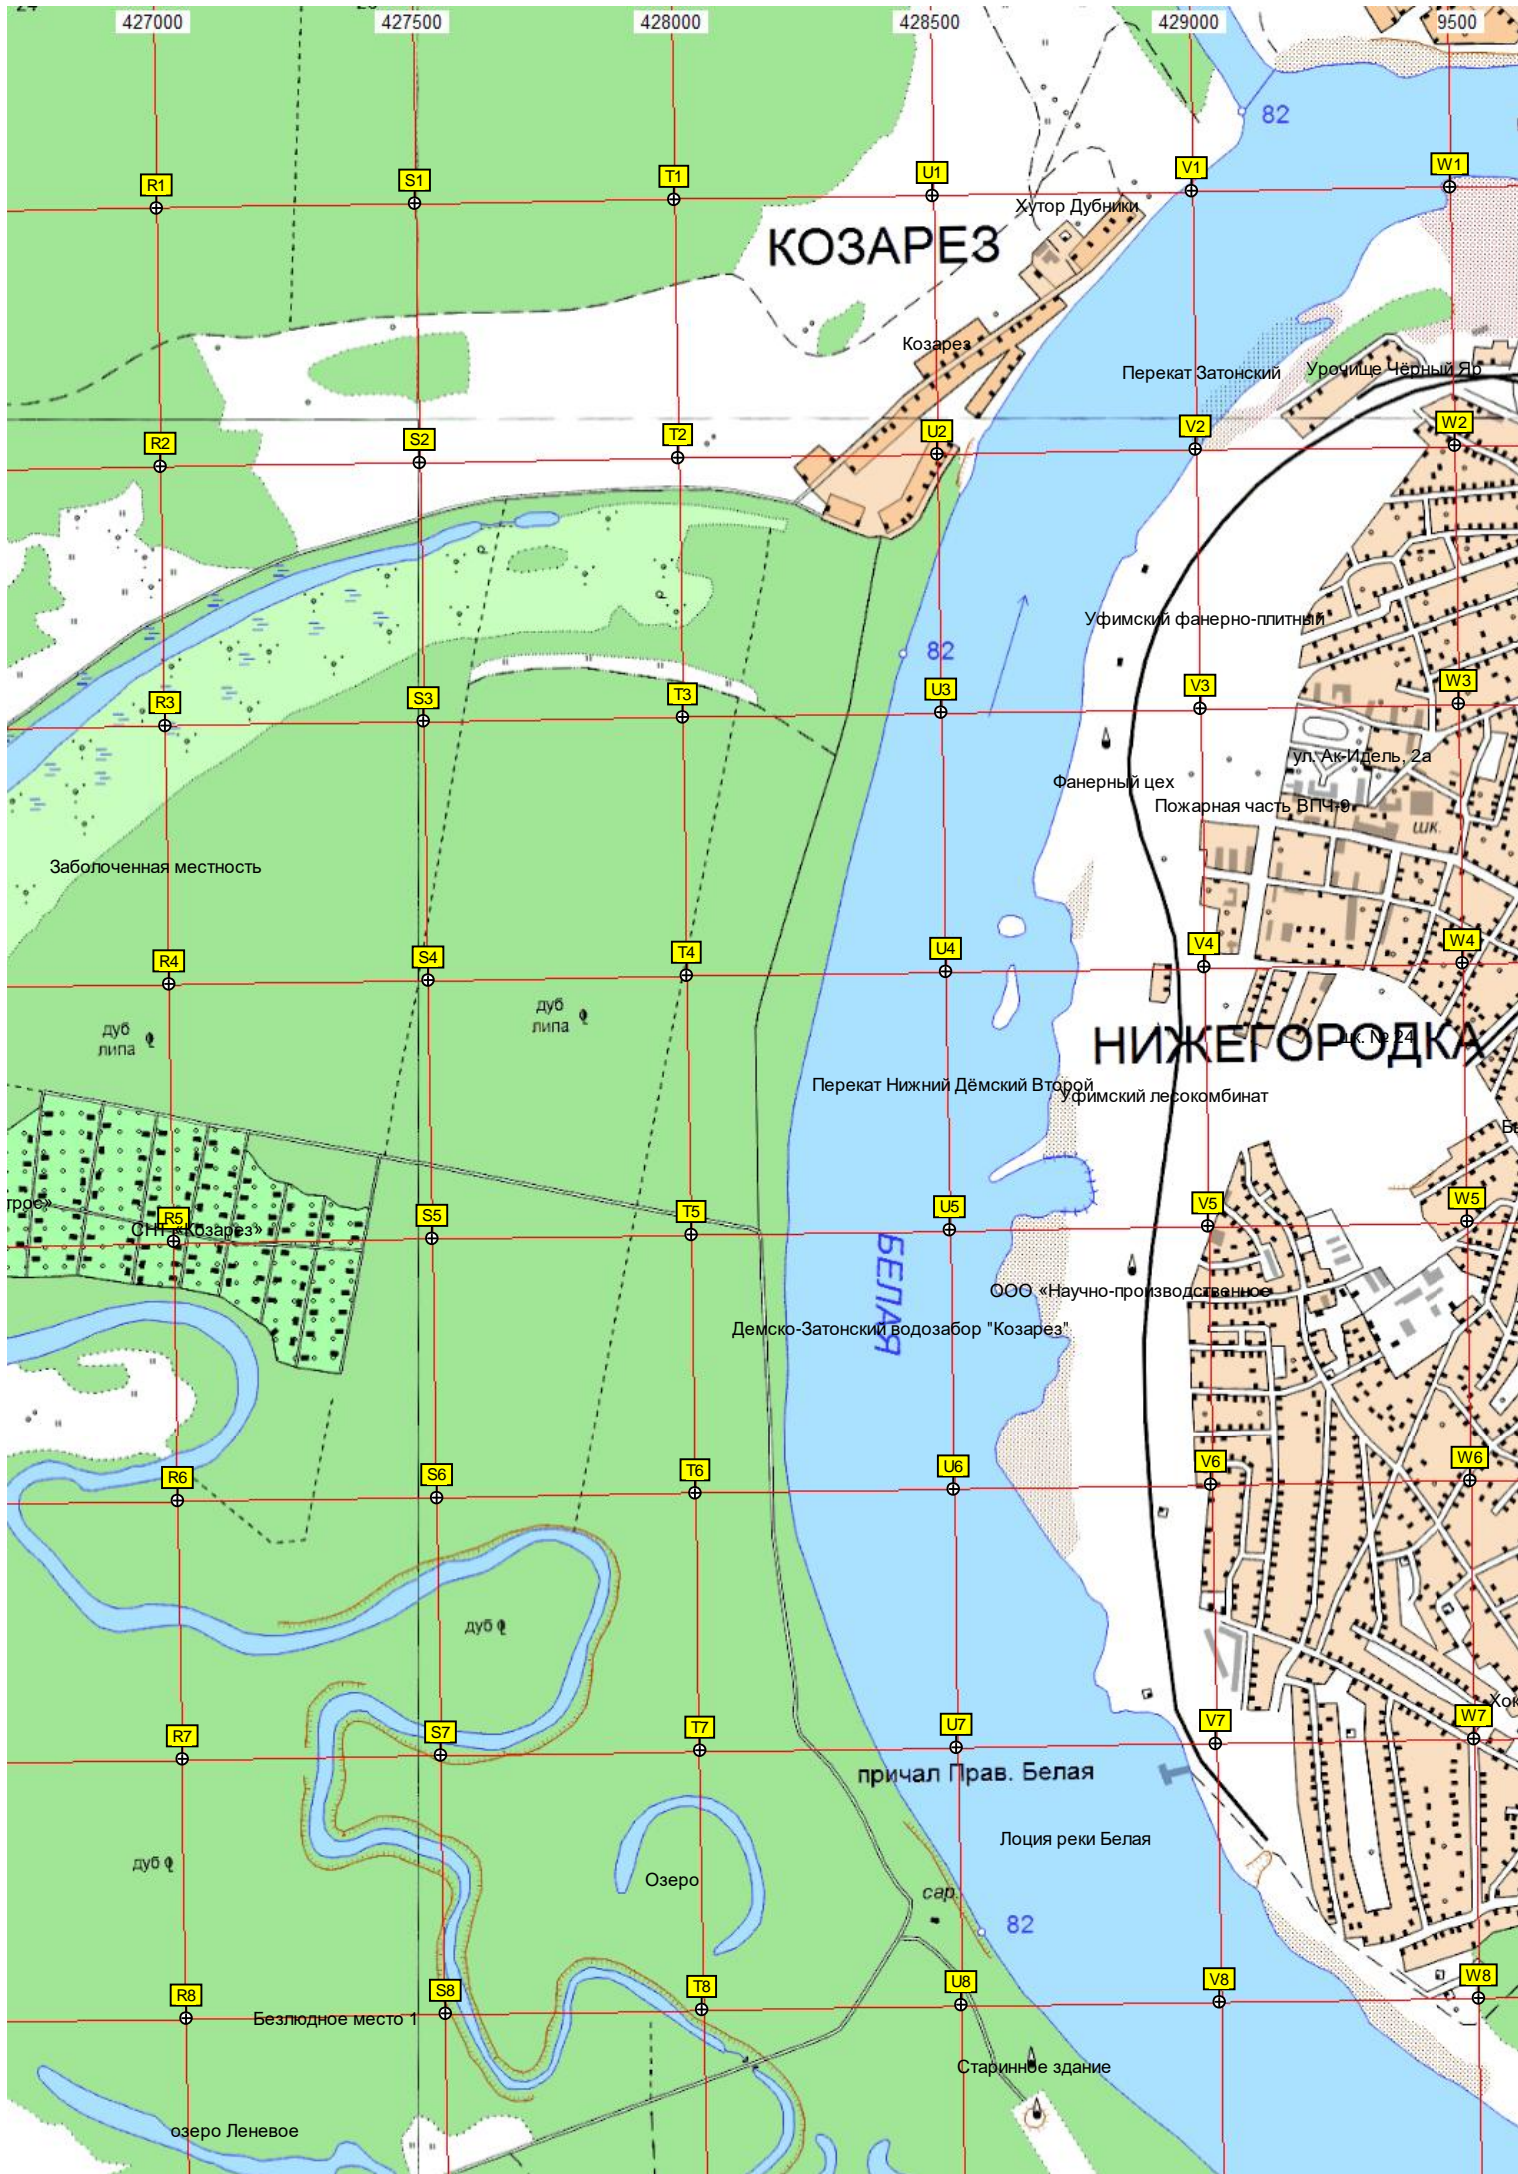 427000 427500 428000 428500 429000 9500
82
R1 S1 T1 U1 V1 W1
Хутор Дубники
КОЗАРЕЗ
Козарез
Перекат Затонский
Урочище Чёрный Яр
R2 S2 T2 U2 V2 W2
Уфимский фанерно-плитный
82
R3 S3 T3 U3 V3 W3
ул. Ак-Идель, 2а
Фанерный цех
Пожарная часть ВПЧ-9
шк.
Заболоченная местность
R4 S4 T4 U4 V4 W4
дуб
липа
дуб
липа
НИЖЕГОРОДКА
шк. № 24
Перекат Нижний Дёмский Второй
Уфимский лесокомбинат
трос»
R5 S5 T5 U5 V5 W5
СНТ «Козарез»
БЕЛАЯ
ООО «Научно-производственное
Демско-Затонский водозабор "Козарез"
R6 S6 T6 U6 V6 W6
дуб
Хок
R7 S7 T7 U7 V7 W7
причал Прав. Белая
Лоция реки Белая
дуб
Озеро
сар.
82
R8 S8 T8 U8 V8 W8
Безлюдное место 1
Старинное здание
озеро Леневое